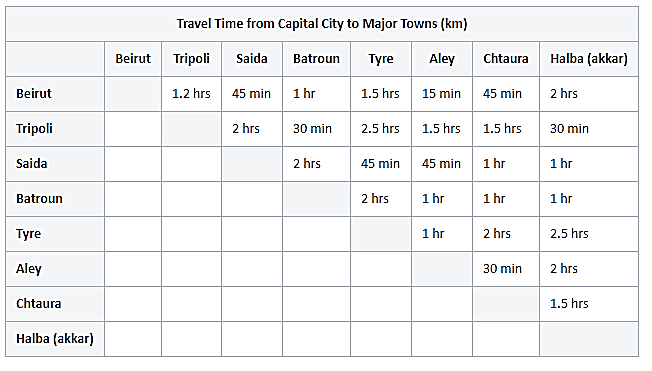 Travel Time from Capital City to Major Towns (km)
Beirut Tripoli Saida Batroun Tyre Aley Chtaura Halba (akkar)
Beirut 1.2 hrs 45 min 1 hr 1.5 hrs 15 min 45 min 2 hrs
Tripoli 2 hrs 30 min 2.5 hrs 1.5 hrs 1.5 hrs 30 min
Saida 2 hrs 45 min 45 min 1 hr 1 hr
Batroun 2 hrs 1 hr 1 hr 1 hr
Tyre 1 hr 2 hrs 2.5 hrs
Aley 30 min 2 hrs
Chtaura 1.5 hrs
Halba (akkar)